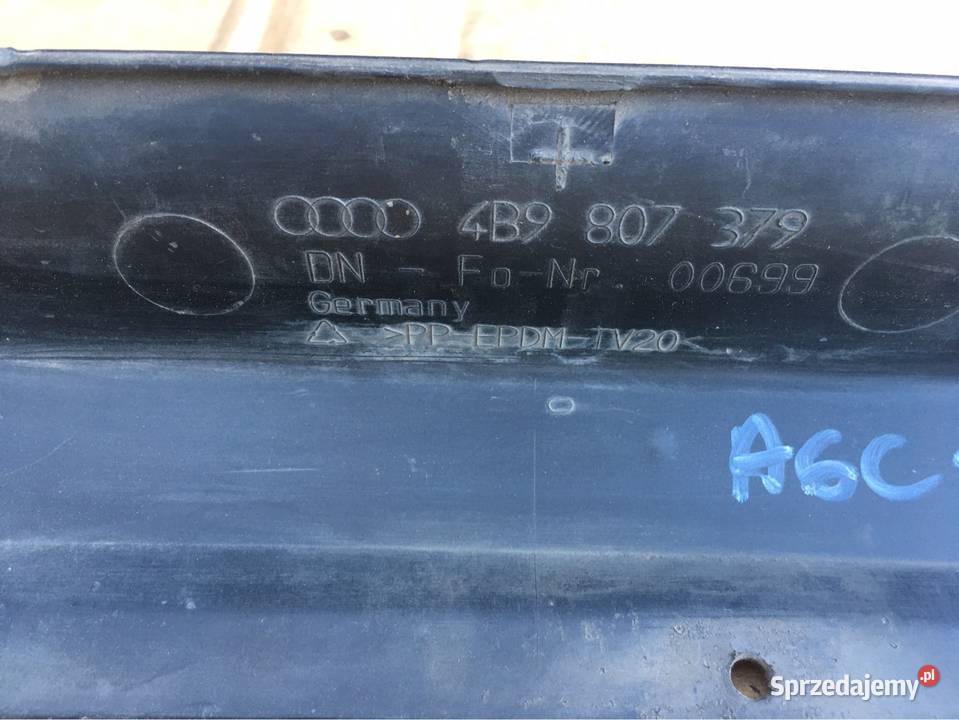 4B9 807 379
DN - Fo-Nr. 00699
Germany
>PP-EPDM-TV20<
A6C
Sprzedajemy.pl